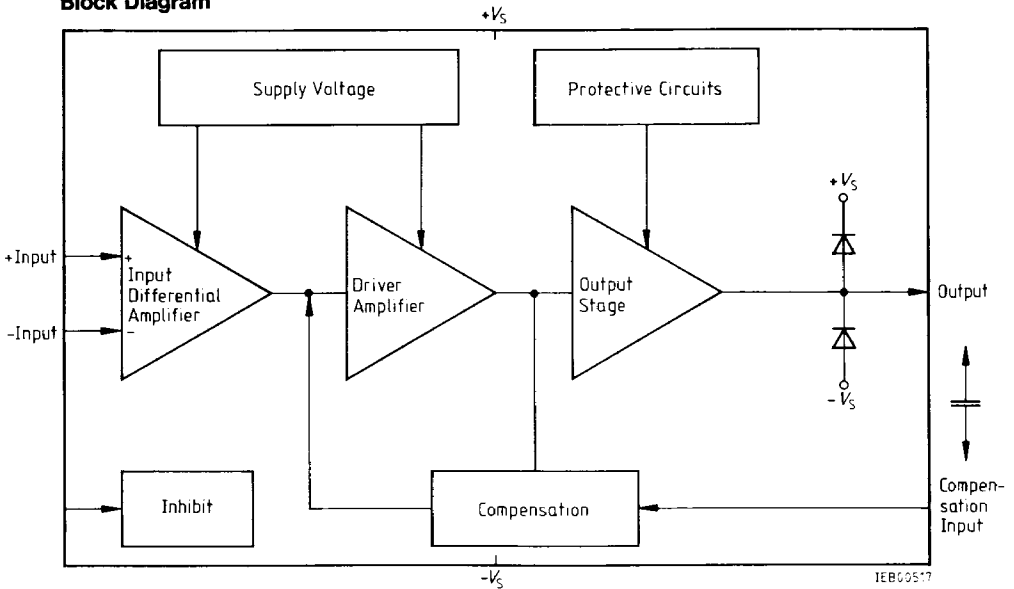 Block Diagram
+Vs
Supply Voltage
Protective Circuits
+Vs
+Input
+
Input
Differential
Amplifier
-Input
−
Driver
Amplifier
Output
Stage
Output
−Vs
Inhibit
Compensation
Compen-
sation
Input
−Vs
IEB00517